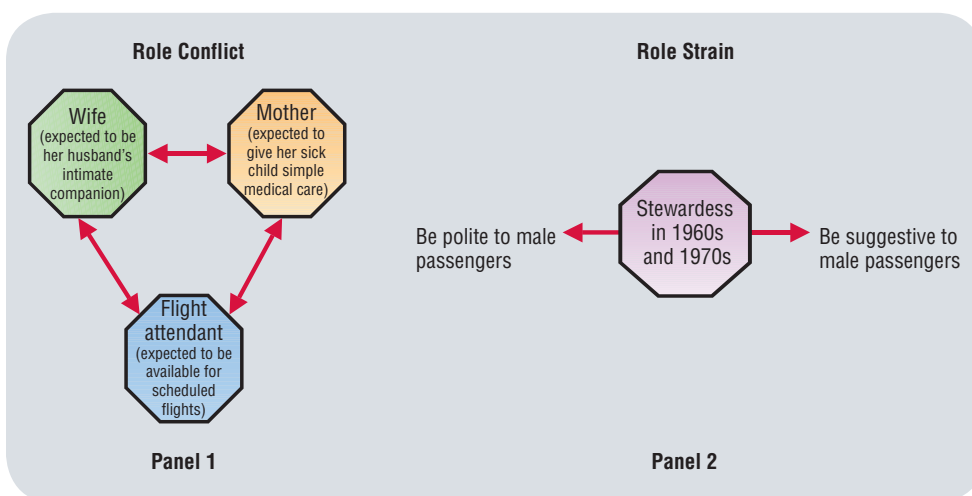 Role Conflict
Wife
(expected to be
her husband's
intimate
companion)
Mother
(expected to
give her sick
child simple
medical care)
Flight
attendant
(expected to be
available for
scheduled
flights)
Panel 1
Role Strain
Be polite to male
passengers
Stewardess
in 1960s
and 1970s
Be suggestive to
male passengers
Panel 2